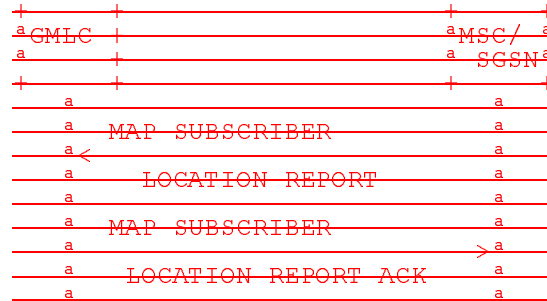 + + + +
a GMLC + a MSC/ a
a + a SGSN a
+ + + +
a a
a MAP SUBSCRIBER a
a < a
a LOCATION REPORT a
a a
a MAP SUBSCRIBER a
a > a
a LOCATION REPORT ACK a
a a